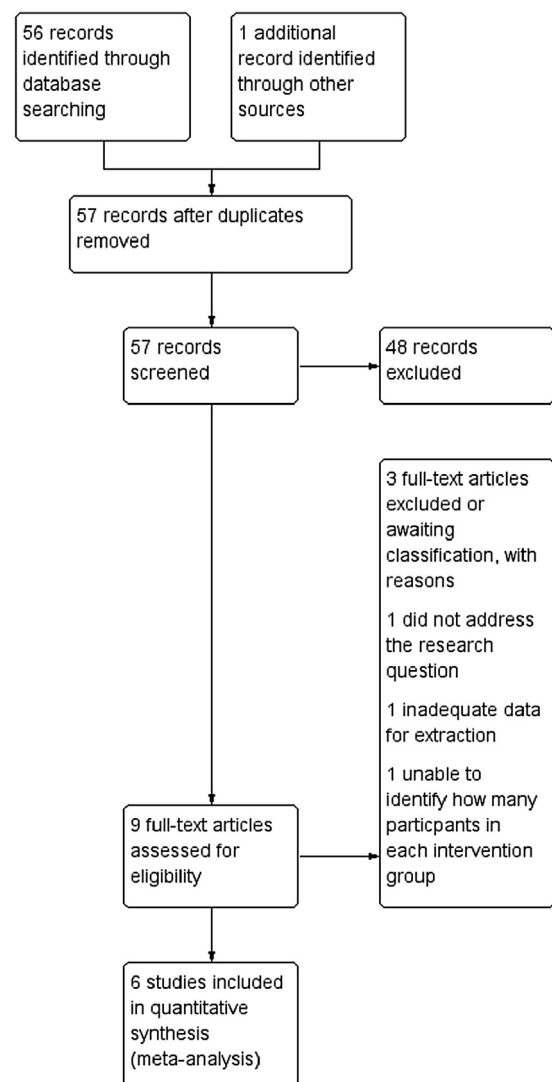 56 records
identified through
database
searching
1 additional
record identified
through other
sources
57 records after duplicates
removed
57 records
screened
48 records
excluded
3 full-text articles
excluded or
awaiting
classification, with
reasons
1 did not address
the research
question
1 inadequate data
for extraction
1 unable to
identify how many
particpants in
each intervention
group
9 full-text articles
assessed for
eligibility
6 studies included
in quantitative
synthesis
(meta-analysis)